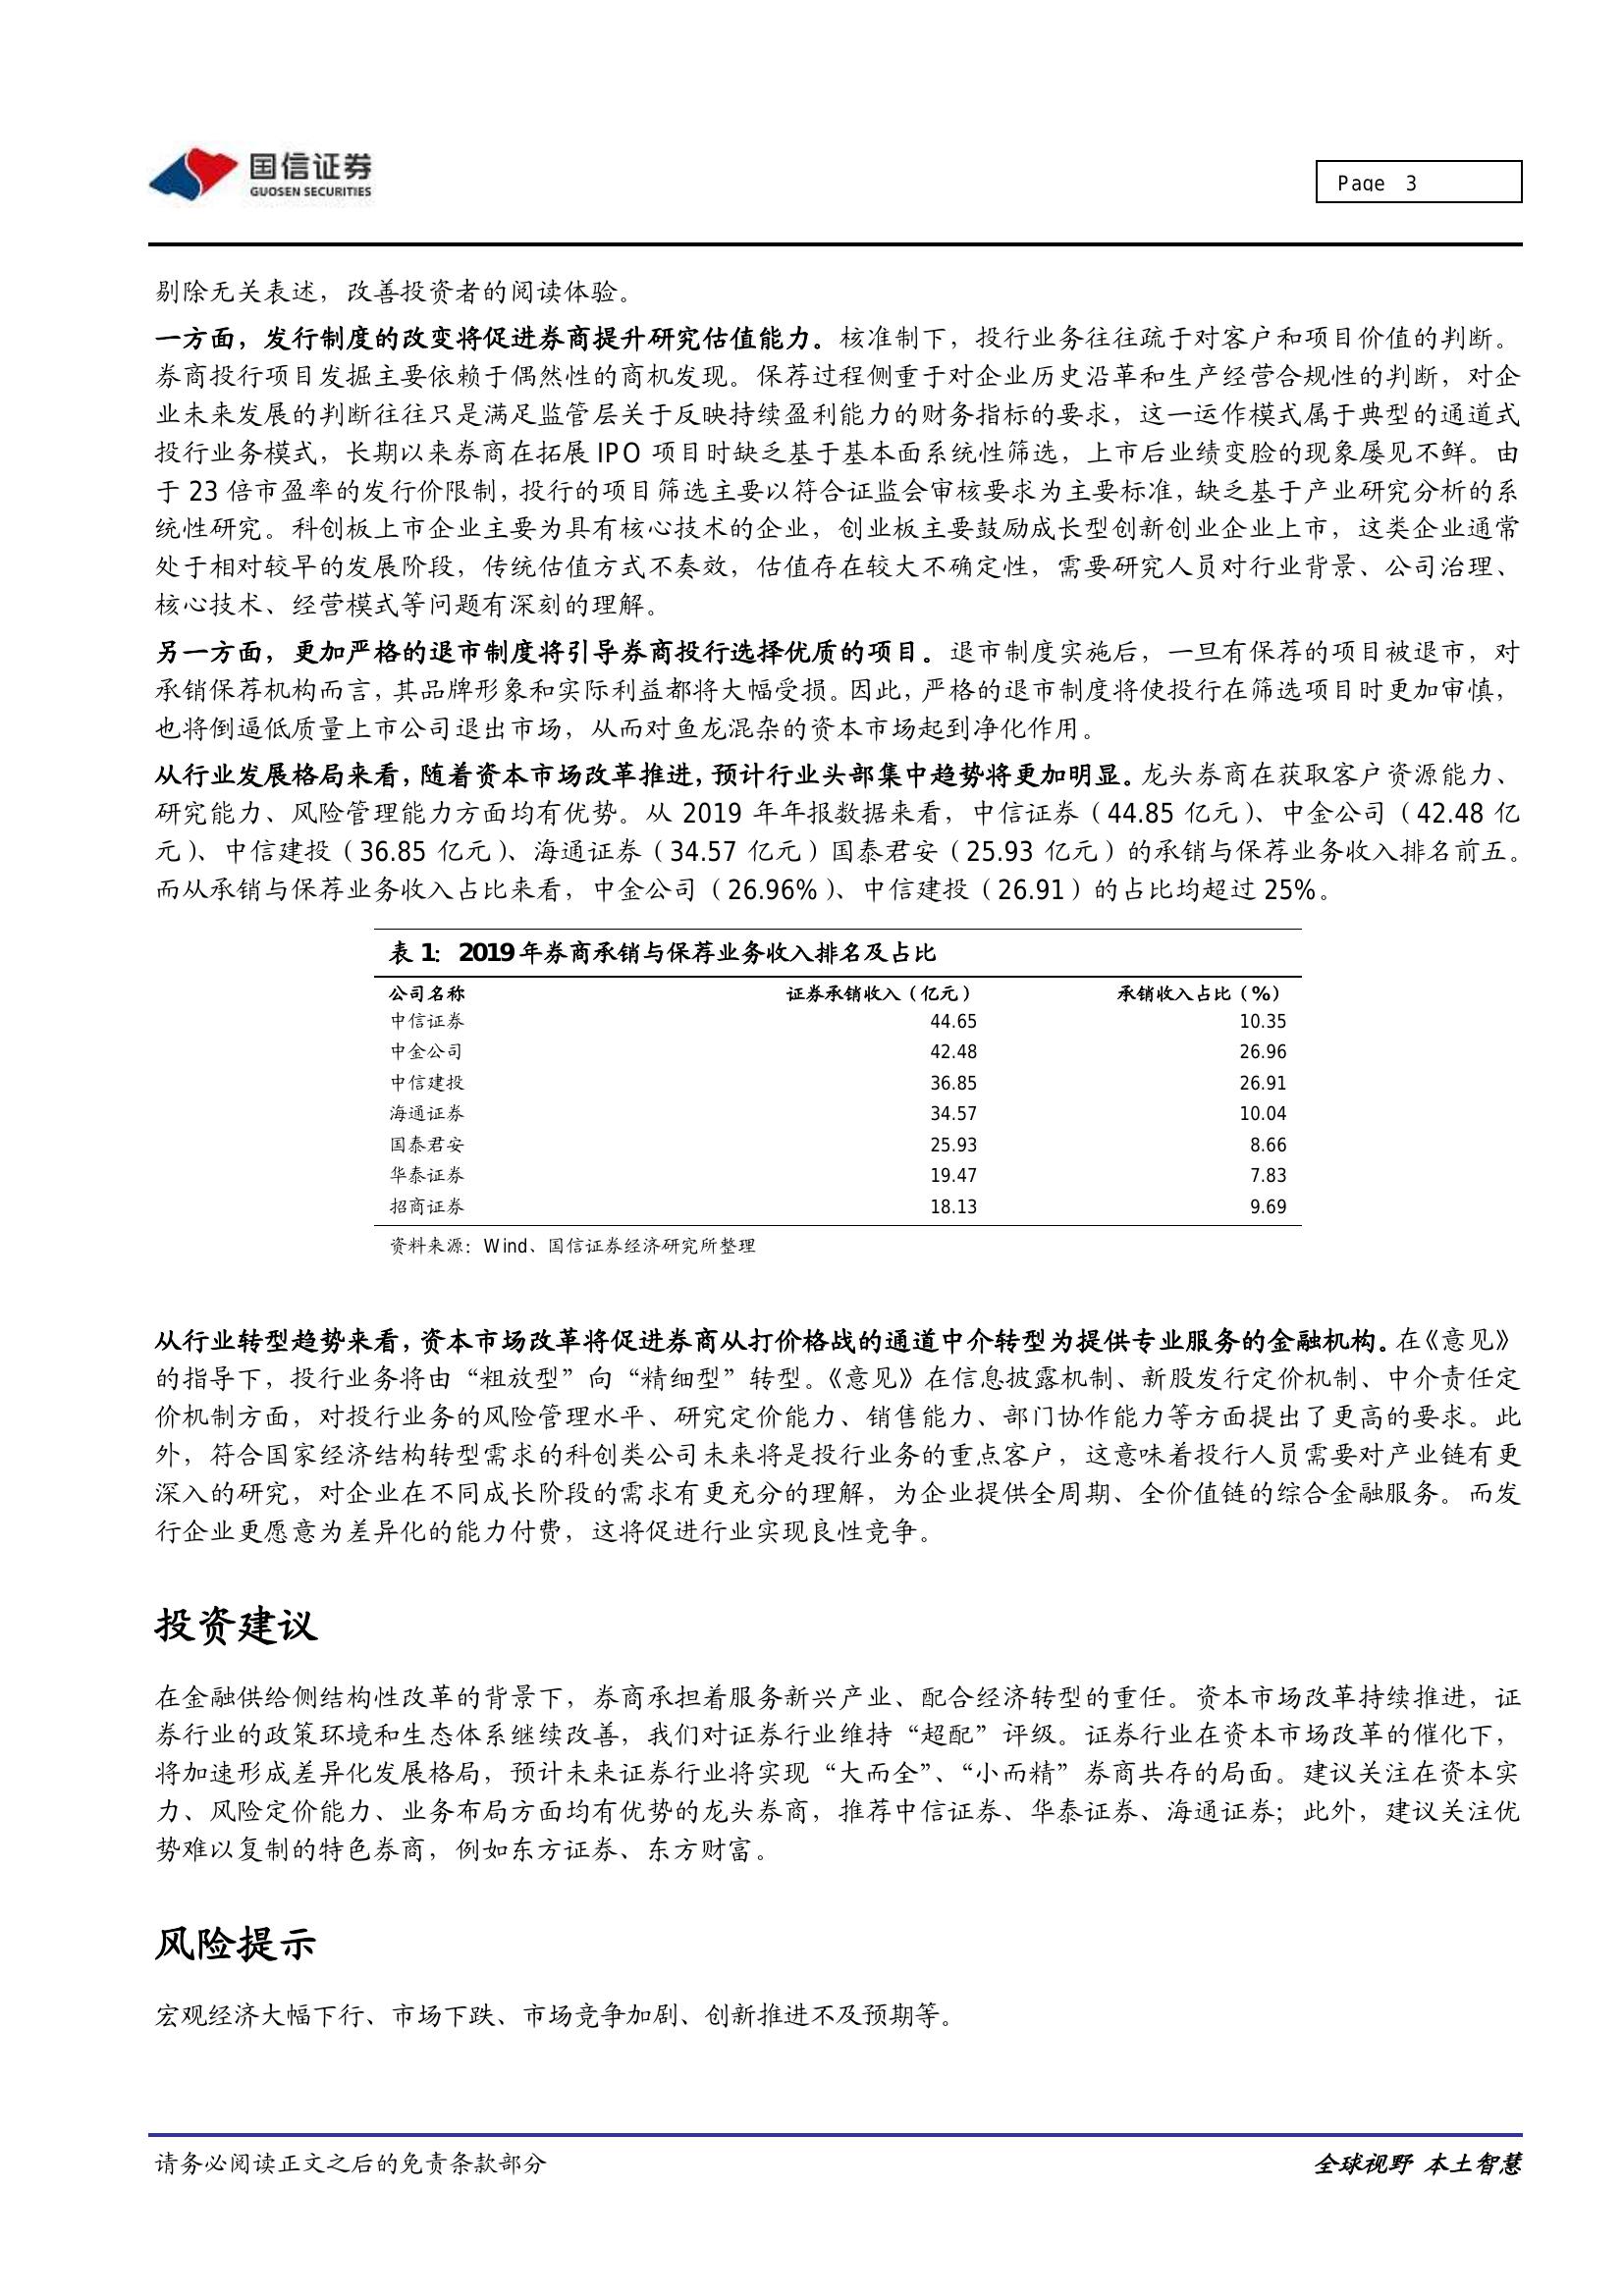 国信证券
GUOSEN SECURITIES
Page 3
剔除无关表述，改善投资者的阅读体验。
一方面，发行制度的改变将促进券商提升研究估值能力。核准制下，投行业务往往疏于对客户和项目价值的判断。
券商投行项目发掘主要依赖于偶然性的商机发现。保荐过程侧重于对企业历史沿革和生产经营合规性的判断，对企
业未来发展的判断往往只是满足监管层关于反映持续盈利能力的财务指标的要求，这一运作模式属于典型的通道式
投行业务模式，长期以来券商在拓展 IPO 项目时缺乏基于基本面系统性筛选，上市后业绩变脸的现象屡见不鲜。由
于 23 倍市盈率的发行价限制，投行的项目筛选主要以符合证监会审核要求为主要标准，缺乏基于产业研究分析的系
统性研究。科创板上市企业主要为具有核心技术的企业，创业板主要鼓励成长型创新创业企业上市，这类企业通常
处于相对较早的发展阶段，传统估值方式不奏效，估值存在较大不确定性，需要研究人员对行业背景、公司治理、
核心技术、经营模式等问题有深刻的理解。
另一方面，更加严格的退市制度将引导券商投行选择优质的项目。退市制度实施后，一旦有保荐的项目被退市，对
承销保荐机构而言，其品牌形象和实际利益都将大幅受损。因此，严格的退市制度将使投行在筛选项目时更加审慎，
也将倒逼低质量上市公司退出市场，从而对鱼龙混杂的资本市场起到净化作用。
从行业发展格局来看，随着资本市场改革推进，预计行业头部集中趋势将更加明显。龙头券商在获取客户资源能力、
研究能力、风险管理能力方面均有优势。从 2019 年年报数据来看，中信证券（44.85 亿元）、中金公司（42.48 亿
元）、中信建投（36.85 亿元）、海通证券（34.57 亿元）国泰君安（25.93 亿元）的承销与保荐业务收入排名前五。
而从承销与保荐业务收入占比来看，中金公司（26.96%）、中信建投（26.91）的占比均超过 25%。
表 1：2019 年券商承销与保荐业务收入排名及占比
公司名称 证券承销收入（亿元） 承销收入占比（%）
中信证券 44.65 10.35
中金公司 42.48 26.96
中信建投 36.85 26.91
海通证券 34.57 10.04
国泰君安 25.93 8.66
华泰证券 19.47 7.83
招商证券 18.13 9.69
资料来源：Wind、国信证券经济研究所整理
从行业转型趋势来看，资本市场改革将促进券商从打价格战的通道中介转型为提供专业服务的金融机构。在《意见》
的指导下，投行业务将由“粗放型”向“精细型”转型。《意见》在信息披露机制、新股发行定价机制、中介责任定
价机制方面，对投行业务的风险管理水平、研究定价能力、销售能力、部门协作能力等方面提出了更高的要求。此
外，符合国家经济结构转型需求的科创类公司未来将是投行业务的重点客户，这意味着投行人员需要对产业链有更
深入的研究，对企业在不同成长阶段的需求有更充分的理解，为企业提供全周期、全价值链的综合金融服务。而发
行企业更愿意为差异化的能力付费，这将促进行业实现良性竞争。
投资建议
在金融供给侧结构性改革的背景下，券商承担着服务新兴产业、配合经济转型的重任。资本市场改革持续推进，证
券行业的政策环境和生态体系继续改善，我们对证券行业维持“超配”评级。证券行业在资本市场改革的催化下，
将加速形成差异化发展格局，预计未来证券行业将实现“大而全”、“小而精”券商共存的局面。建议关注在资本实
力、风险定价能力、业务布局方面均有优势的龙头券商，推荐中信证券、华泰证券、海通证券；此外，建议关注优
势难以复制的特色券商，例如东方证券、东方财富。
风险提示
宏观经济大幅下行、市场下跌、市场竞争加剧、创新推进不及预期等。
请务必阅读正文之后的免责条款部分 全球视野 本土智慧